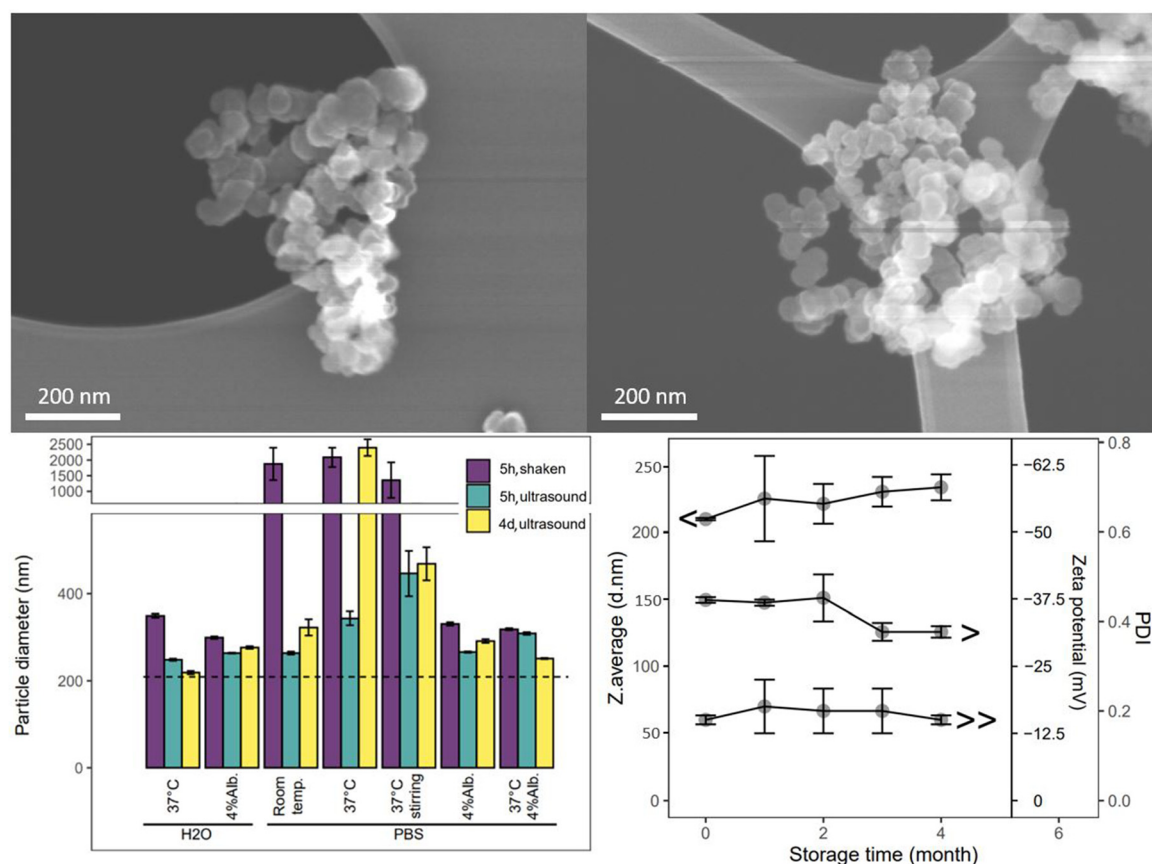 200 nm
200 nm
2500
2000
1500
1000
400
200
0
Particle diameter (nm)
5h, shaken
5h, ultrasound
4d, ultrasound
37°C
4%Alb.
Room
temp.
37°C
37°C
stirring
4%Alb.
37°C
4%Alb.
H2O
PBS
250
200
150
100
50
0
Z.average (d.nm)
<
>
>>
−62.5
−50
−37.5
−25
−12.5
0
Zeta potential (mV)
0.8
0.6
0.4
0.2
0.0
PDI
0
2
4
6
Storage time (month)